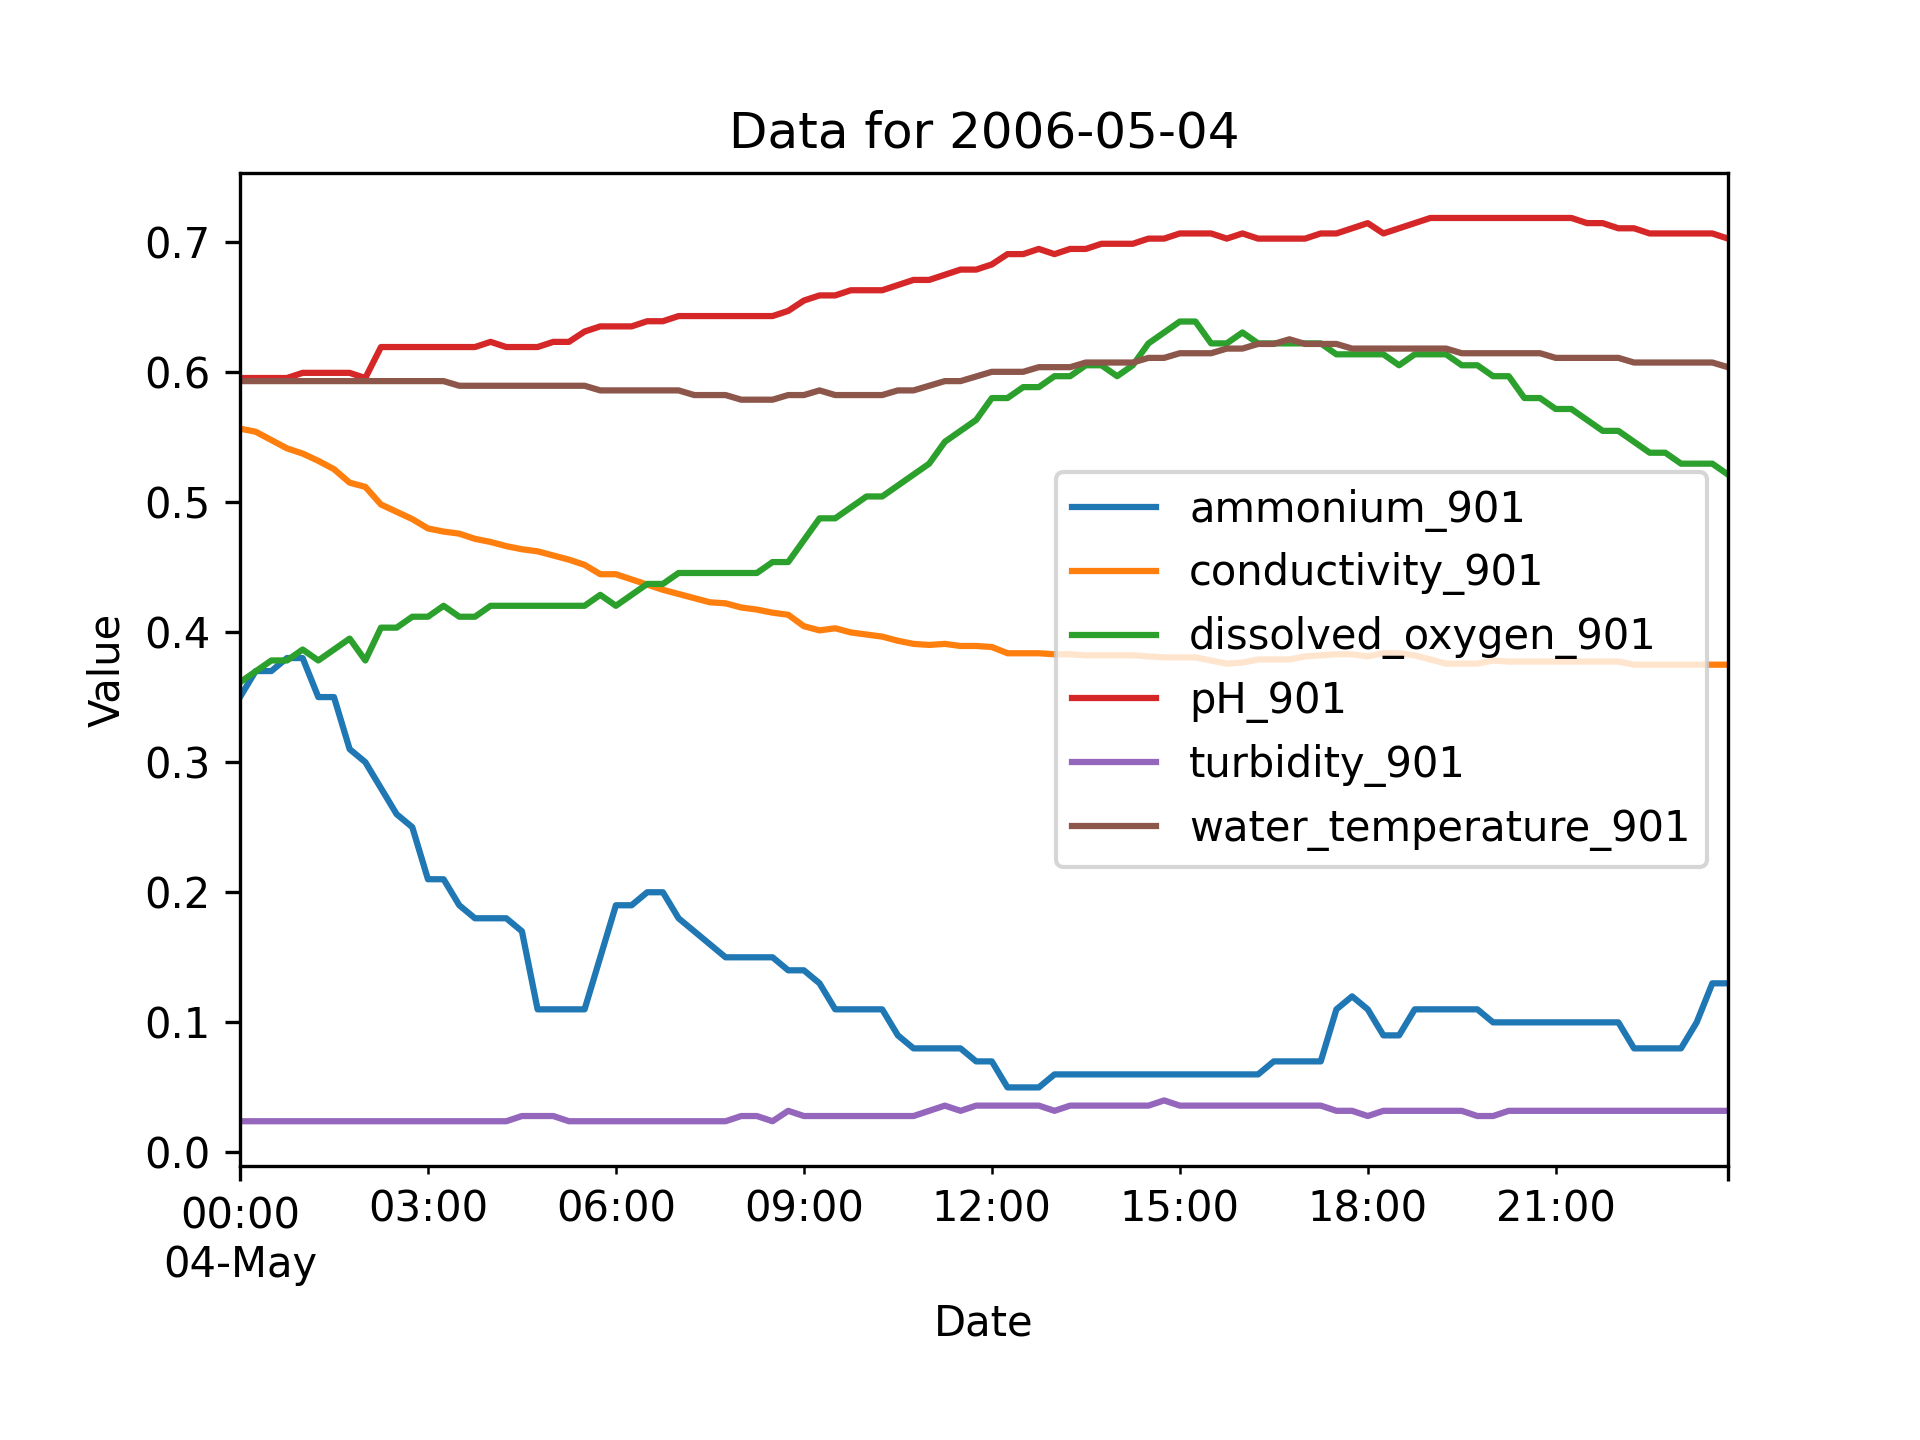 Data for 2006-05-04
Value
0.7
0.6
0.5
0.4
0.3
0.2
0.1
0.0
ammonium_901
conductivity_901
dissolved_oxygen_901
pH_901
turbidity_901
water_temperature_901
00:00 03:00 06:00 09:00 12:00 15:00 18:00 21:00
04-May
Date